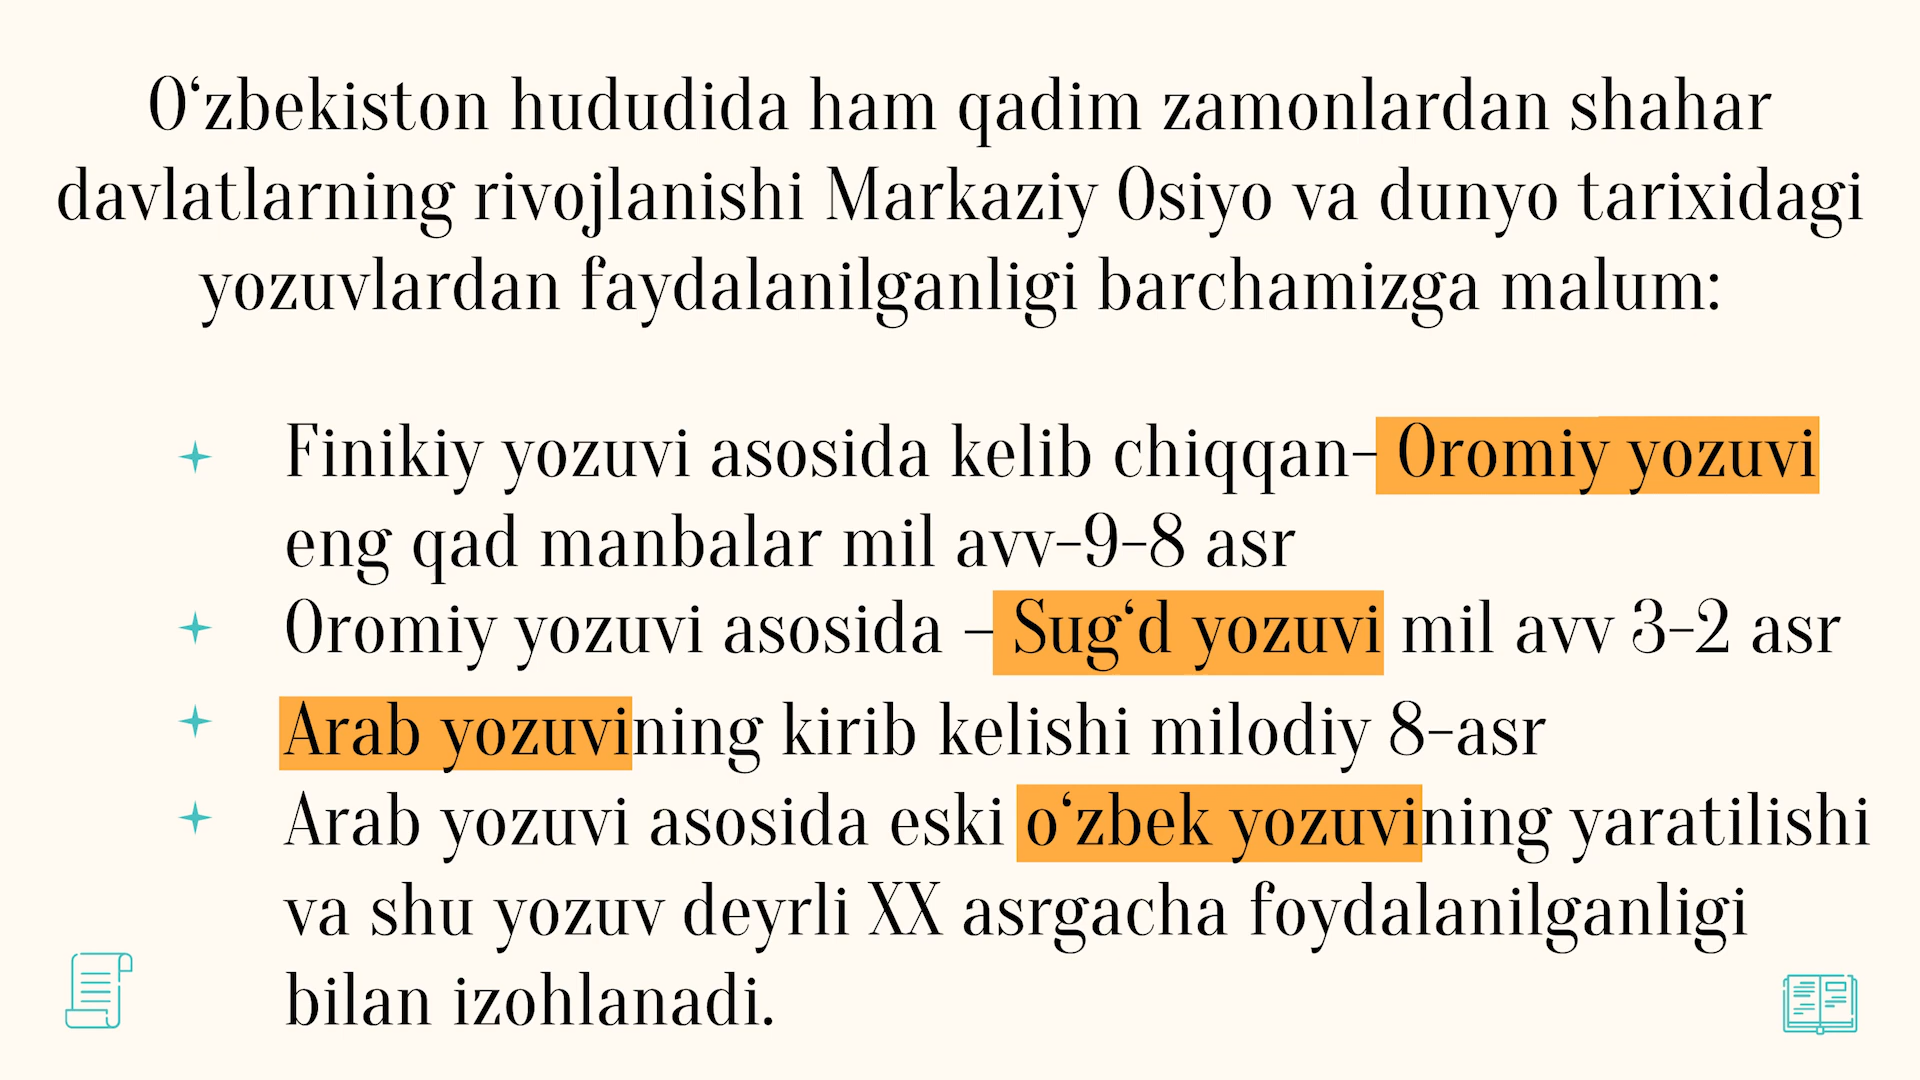 O‘zbekiston hududida ham qadim zamonlardan shahar
davlatlarning rivojlanishi Markaziy Osiyo va dunyo tarixidagi
yozuvlardan faydalanilganligi barchamizga malum:
Finikiy yozuvi asosida kelib chiqqan- Oromiy yozuvi
eng qad manbalar mil avv-9-8 asr
Oromiy yozuvi asosida – Sug‘d yozuvi mil avv 3-2 asr
Arab yozuvining kirib kelishi milodiy 8-asr
Arab yozuvi asosida eski o‘zbek yozuvining yaratilishi
va shu yozuv deyrli XX asrgacha foydalanilganligi
bilan izohlanadi.